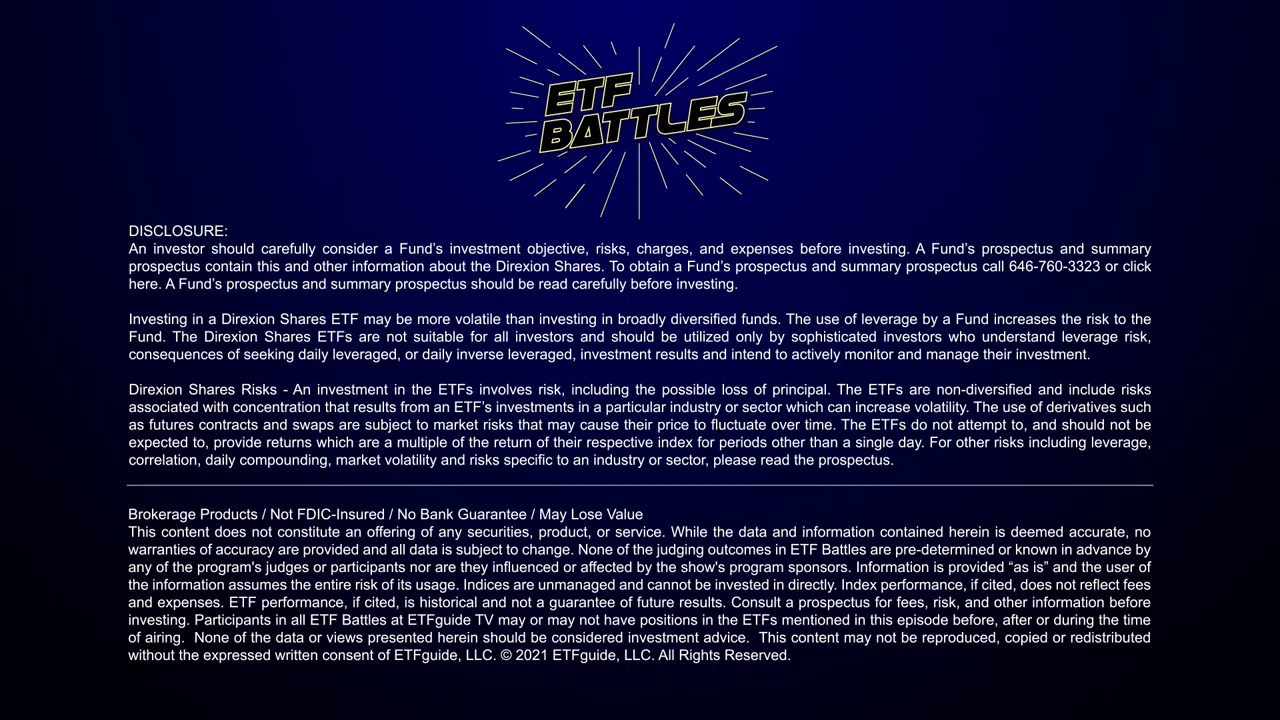 ETF
BATTLES
DISCLOSURE:
An investor should carefully consider a Fund’s investment objective, risks, charges, and expenses before investing. A Fund’s prospectus and summary
prospectus contain this and other information about the Direxion Shares. To obtain a Fund’s prospectus and summary prospectus call 646-760-3323 or click
here. A Fund’s prospectus and summary prospectus should be read carefully before investing.
Investing in a Direxion Shares ETF may be more volatile than investing in broadly diversified funds. The use of leverage by a Fund increases the risk to the
Fund. The Direxion Shares ETFs are not suitable for all investors and should be utilized only by sophisticated investors who understand leverage risk,
consequences of seeking daily leveraged, or daily inverse leveraged, investment results and intend to actively monitor and manage their investment.
Direxion Shares Risks - An investment in the ETFs involves risk, including the possible loss of principal. The ETFs are non-diversified and include risks
associated with concentration that results from an ETF’s investments in a particular industry or sector which can increase volatility. The use of derivatives such
as futures contracts and swaps are subject to market risks that may cause their price to fluctuate over time. The ETFs do not attempt to, and should not be
expected to, provide returns which are a multiple of the return of their respective index for periods other than a single day. For other risks including leverage,
correlation, daily compounding, market volatility and risks specific to an industry or sector, please read the prospectus.
Brokerage Products / Not FDIC-Insured / No Bank Guarantee / May Lose Value
This content does not constitute an offering of any securities, product, or service. While the data and information contained herein is deemed accurate, no
warranties of accuracy are provided and all data is subject to change. None of the judging outcomes in ETF Battles are pre-determined or known in advance by
any of the program's judges or participants nor are they influenced or affected by the show's program sponsors. Information is provided “as is” and the user of
the information assumes the entire risk of its usage. Indices are unmanaged and cannot be invested in directly. Index performance, if cited, does not reflect fees
and expenses. ETF performance, if cited, is historical and not a guarantee of future results. Consult a prospectus for fees, risk, and other information before
investing. Participants in all ETF Battles at ETFguide TV may or may not have positions in the ETFs mentioned in this episode before, after or during the time
of airing.  None of the data or views presented herein should be considered investment advice.  This content may not be reproduced, copied or redistributed
without the expressed written consent of ETFguide, LLC. © 2021 ETFguide, LLC. All Rights Reserved.